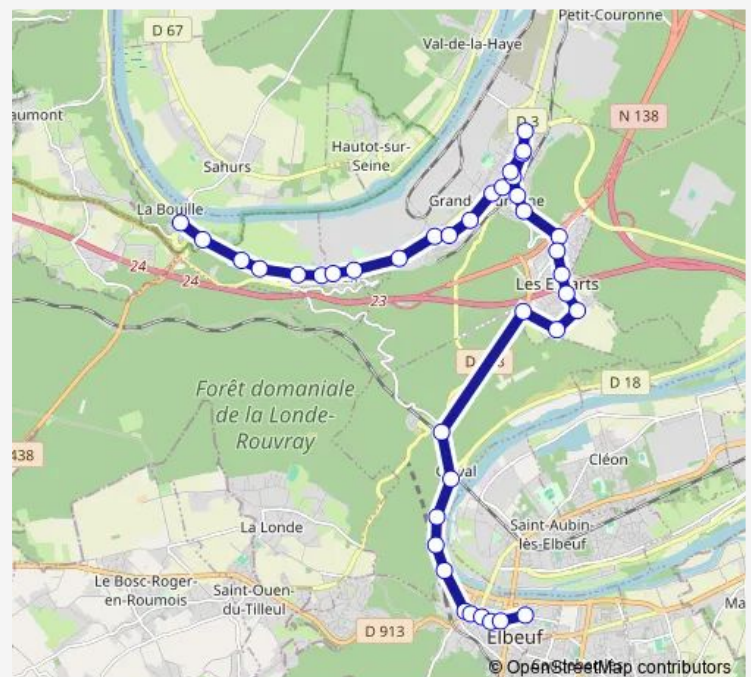 Petit-Couronne
D 67
Val-de-la-Haye
aumont
D 3
N 138
Hautot-sur-
Seine
Sahurs
La Bouille
Grand
24
24
23
Les E
arts
D
D 18
Forêt domaniale
de la Londe-
Rouvray
438
Cléon
La Londe
Saint-Aubin-
lès-Elbeuf
Le Bosc-Roger-
en-Roumois
Saint-Ouen-
du-Tilleul
Ma
D 913
Elbeuf
© OpenStreetMap contributors